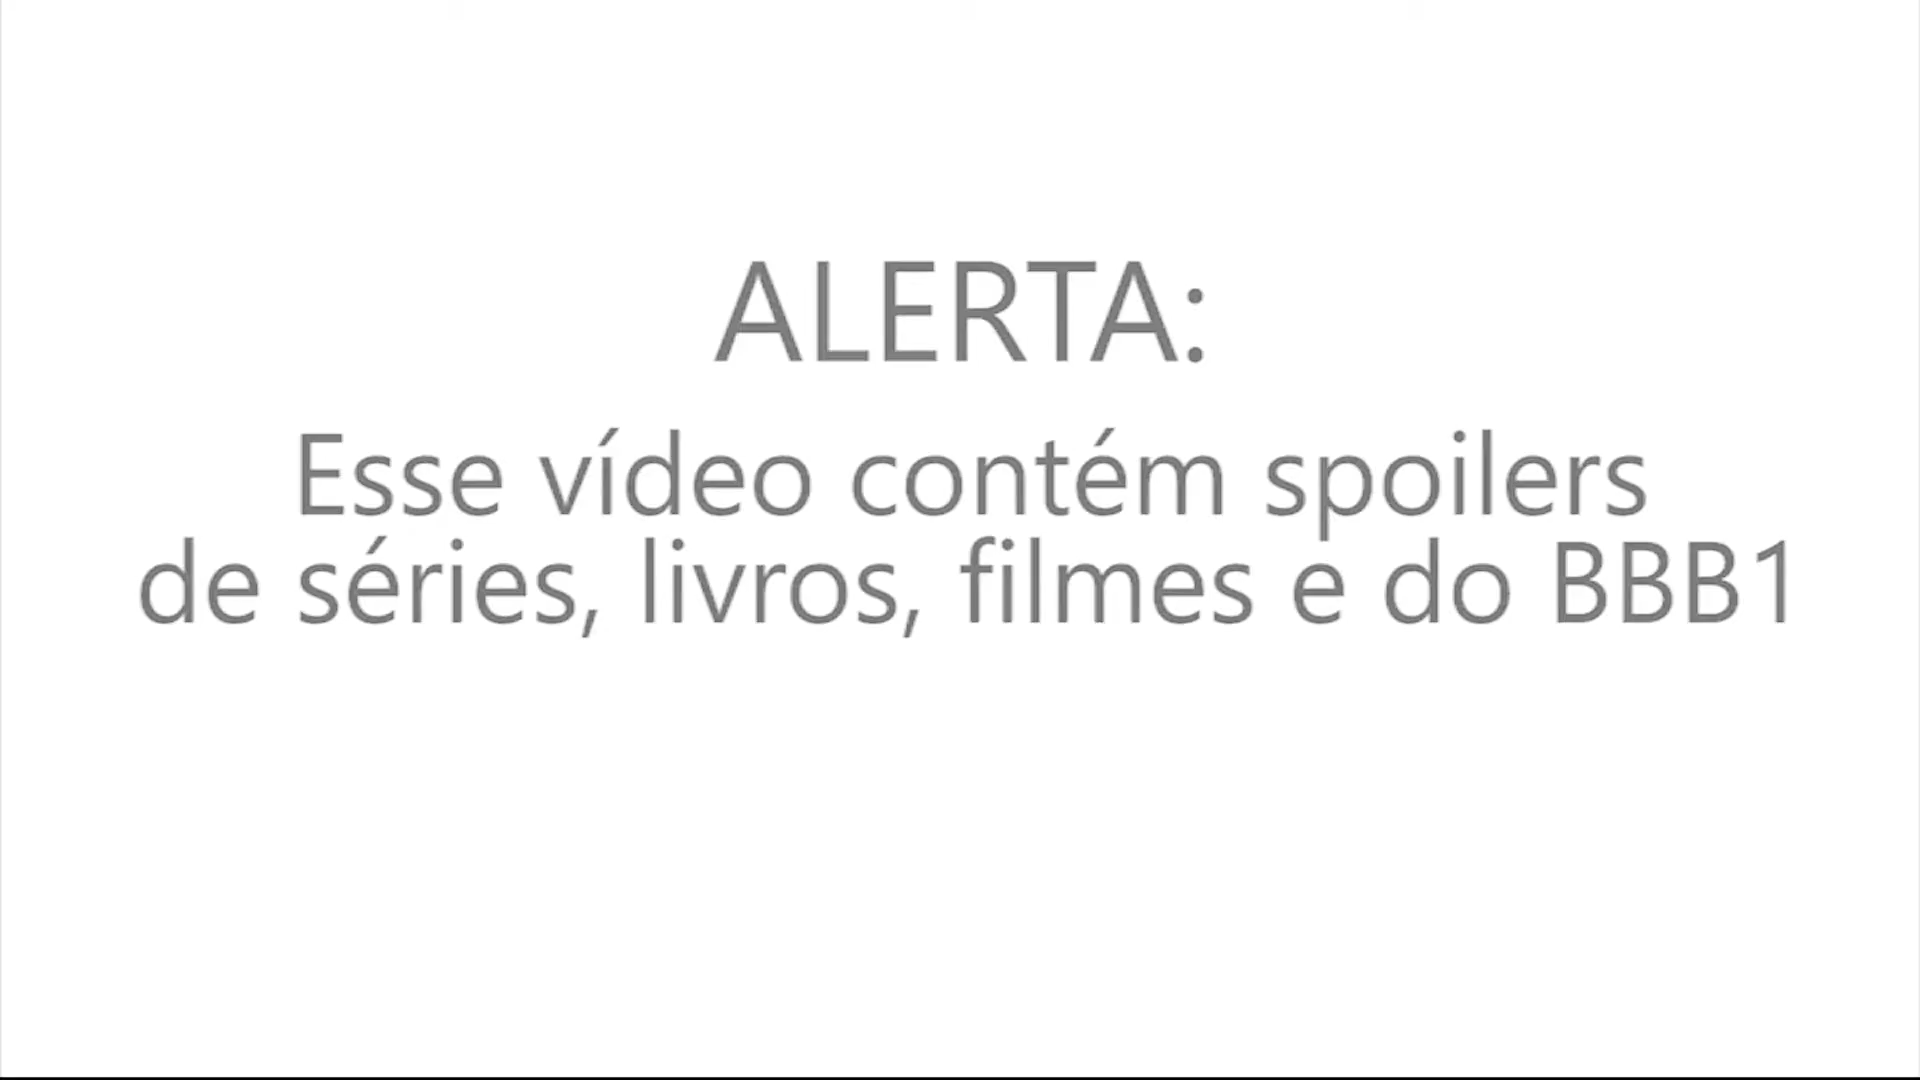 ALERTA:
Esse vídeo contém spoilers
de séries, livros, filmes e do BBB1